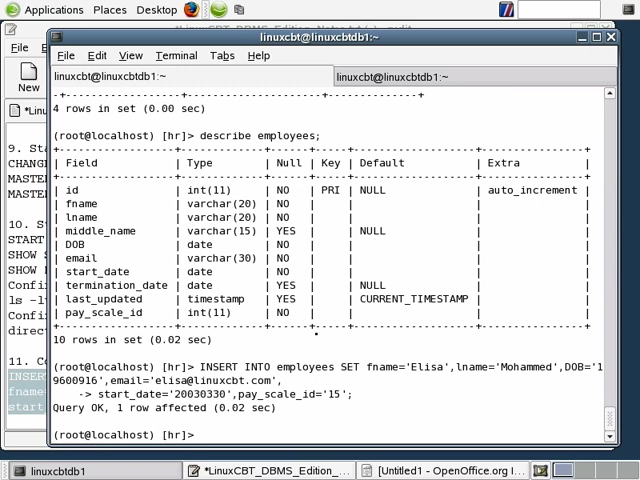 Applications Places Desktop
linuxcbt@linuxcbtdb1:~
File Edit View Terminal Tabs Help
linuxcbt@linuxcbtdb1:~ linuxcbt@linuxcbtdb1:~
-+-----------------+----------------------+--------------+
4 rows in set (0.00 sec)
(root@localhost) [hr]> describe employees;
+------------------+-------------+------+-----+-------------------+----------------+
| Field | Type | Null | Key | Default | Extra |
+------------------+-------------+------+-----+-------------------+----------------+
| id | int(11) | NO | PRI | NULL | auto_increment |
| fname | varchar(20) | NO | | | |
| lname | varchar(20) | NO | | | |
| middle_name | varchar(15) | YES | | NULL | |
| DOB | date | NO | | | |
| email | varchar(30) | NO | | | |
| start_date | date | NO | | | |
| termination_date | date | YES | | NULL | |
| last_updated | timestamp | YES | | CURRENT_TIMESTAMP | |
| pay_scale_id | int(11) | NO | | | |
+------------------+-------------+------+-----+-------------------+----------------+
10 rows in set (0.02 sec)
(root@localhost) [hr]> INSERT INTO employees SET fname='Elisa',lname='Mohammed',DOB='1
9600916',email='elisa@linuxcbt.com',
-> start_date='20030330',pay_scale_id='15';
Query OK, 1 row affected (0.02 sec)
(root@localhost) [hr]>
File
New
*Linu
9. Sta
CHANG
MASTE
MASTE
10. S
START
SHOW
SHOW
Confi
ls -l
Confi
direc
11. Co
INSER
fname
start
linuxcbtdb1 *LinuxCBT_DBMS_Edition_... [Untitled1 - OpenOffice.org I...